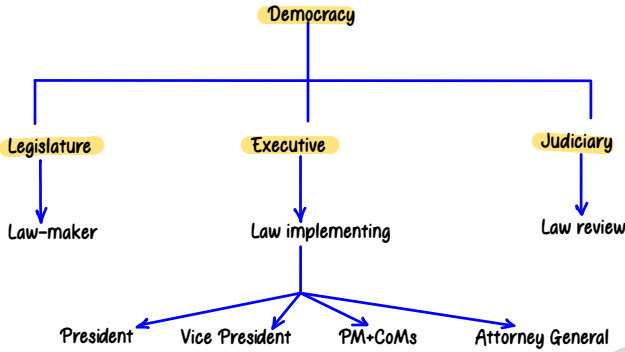 Democracy
Legislature
Executive
Judiciary
Law-maker
Law implementing
Law review
President
Vice President
PM+CoMs
Attorney General